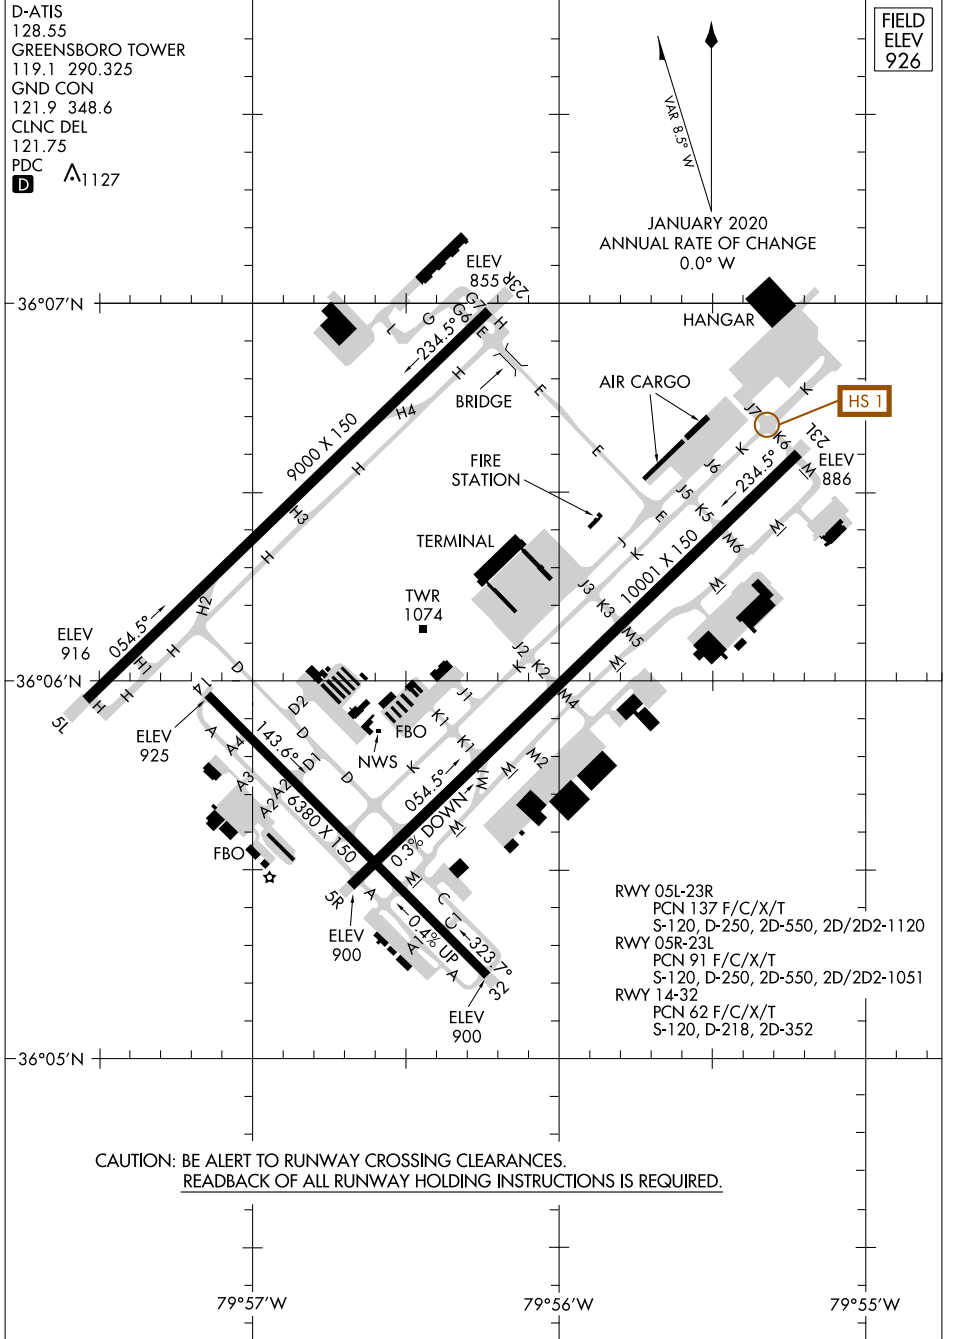 D-ATIS
128.55
GREENSBORO TOWER
119.1 290.325
GND CON
121.9 348.6
CLNC DEL
121.75
PDC
D
1127
FIELD
ELEV
926
VAR 8.5° W
JANUARY 2020
ANNUAL RATE OF CHANGE
0.0° W
36°07'N
ELEV
855
23R
G7
G6
G
L
H
E
234.5°
HANGAR
BRIDGE
AIR CARGO
HS 1
K
J7
K6
23L
ELEV
886
M
H
H4
E
9000 X 150
FIRE
STATION
E
J6
K
234.5°
J5
K5
E
M
H
H3
H
TERMINAL
J
K
M6
10001 X 150
M
TWR
1074
J3
K3
M5
H2
054.5°
ELEV
916
H
H1
H
H
5L
36°06'N
D
J2
K
K2
M
M4
14
ELEV
925
A
A4
143.6°
D2
D
D1
D
FBO
NWS
J1
K1
K1
K
M2
M
M1
A3
A2
A2
6380 X 150
054.5°
0.3% DOWN
M
FBO
5R
ELEV
900
A
M
C
C1
0.4% UP
A1
A
323.7°
32
ELEV
900
RWY 05L-23R
PCN 137 F/C/X/T
S-120, D-250, 2D-550, 2D/2D2-1120
RWY 05R-23L
PCN 91 F/C/X/T
S-120, D-250, 2D-550, 2D/2D2-1051
RWY 14-32
PCN 62 F/C/X/T
S-120, D-218, 2D-352
36°05'N
CAUTION: BE ALERT TO RUNWAY CROSSING CLEARANCES.
READBACK OF ALL RUNWAY HOLDING INSTRUCTIONS IS REQUIRED.
79°57'W
79°56'W
79°55'W